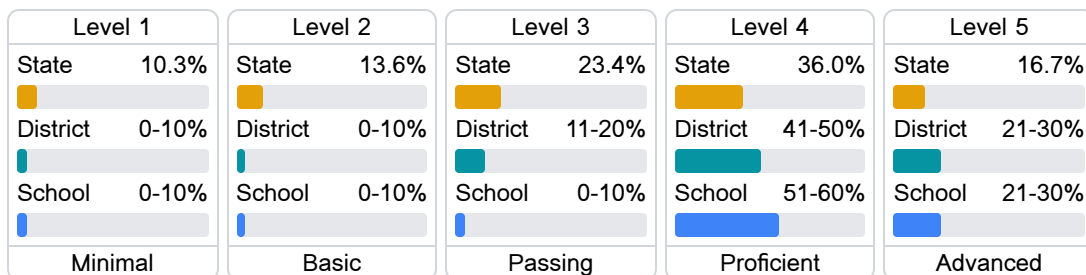 Level 1
State 10.3%
District 0-10%
School 0-10%
Minimal
Level 2
State 13.6%
District 0-10%
School 0-10%
Basic
Level 3
State 23.4%
District 11-20%
School 0-10%
Passing
Level 4
State 36.0%
District 41-50%
School 51-60%
Proficient
Level 5
State 16.7%
District 21-30%
School 21-30%
Advanced